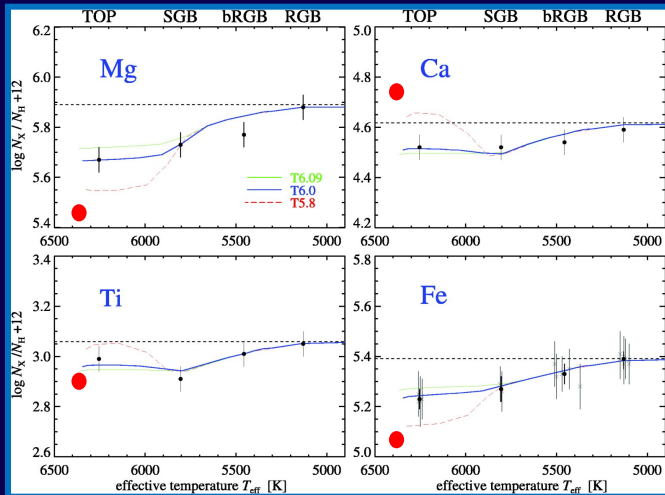 TOP SGB bRGB RGB
TOP SGB bRGB RGB
6.2
6.0
5.8
5.6
5.4
log N_X / N_H +12
Mg
T6.09
T6.0
T5.8
6500 6000 5500 5000
5.0
4.8
4.6
4.4
4.2
Ca
6500 6000 5500 5000
3.4
3.2
3.0
2.8
2.6
log N_X / N_H +12
Ti
6500 6000 5500 5000
effective temperature T_eff [K]
5.8
5.6
5.4
5.2
5.0
Fe
6500 6000 5500 5000
effective temperature T_eff [K]